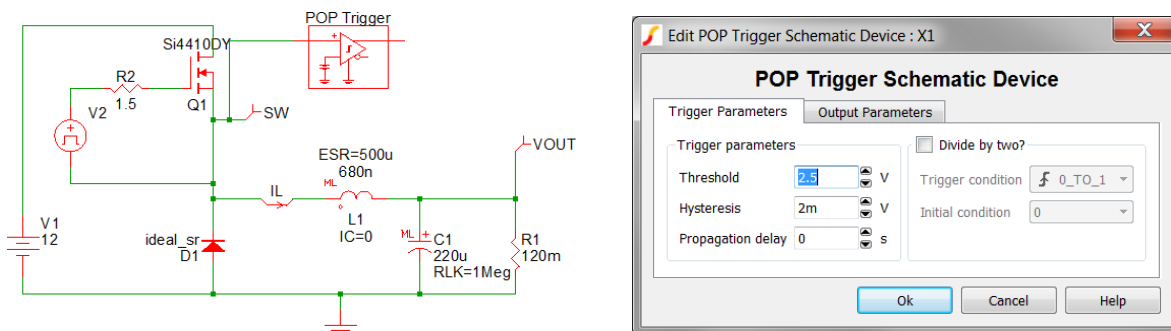 POP Trigger
Si4410DY
R2
1.5
Q1
V2
SW
VOUT
ESR=500u
680n
IL
ML
L1
IC=0
V1
12
ideal_sr
D1
ML
C1
220u
RLK=1Meg
R1
120m
Edit POP Trigger Schematic Device : X1
POP Trigger Schematic Device
Trigger Parameters
Output Parameters
Trigger parameters
Threshold 2.5 V
Hysteresis 2m V
Propagation delay 0 s
Divide by two?
Trigger condition 0_TO_1
Initial condition 0
Ok
Cancel
Help